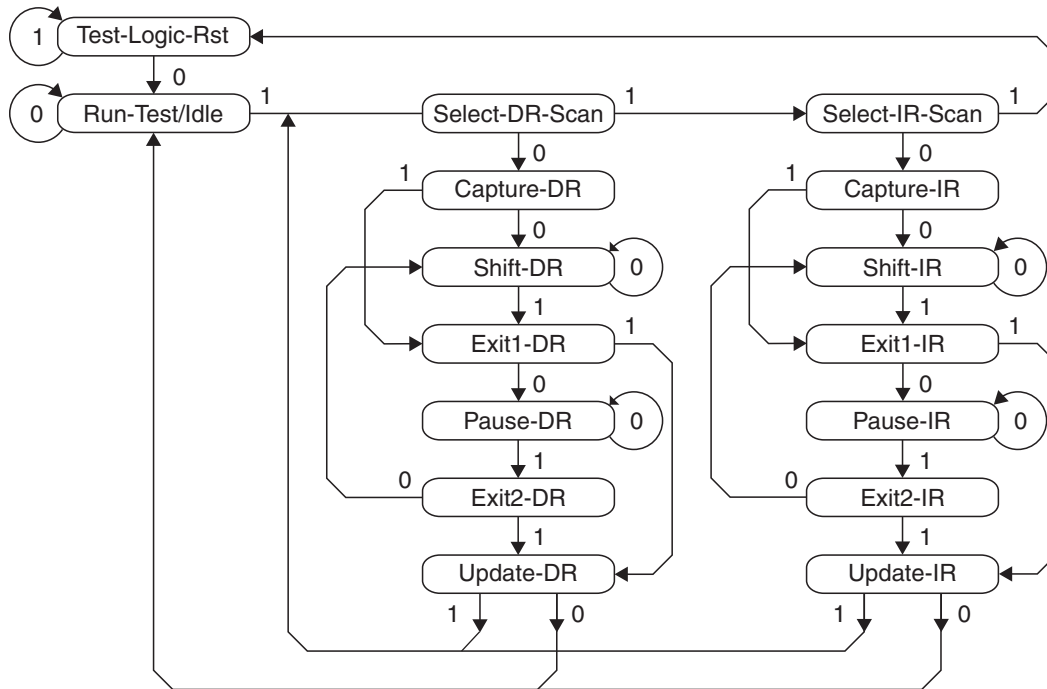 1 Test-Logic-Rst
0
0 Run-Test/Idle 1 Select-DR-Scan 1 Select-IR-Scan 1
0 0
1 Capture-DR 1 Capture-IR
0 0
Shift-DR 0 Shift-IR 0
1 1
Exit1-DR 1 Exit1-IR 1
0 0
Pause-DR 0 Pause-IR 0
1 1
0 Exit2-DR 0 Exit2-IR
1 1
Update-DR Update-IR
1 0 1 0